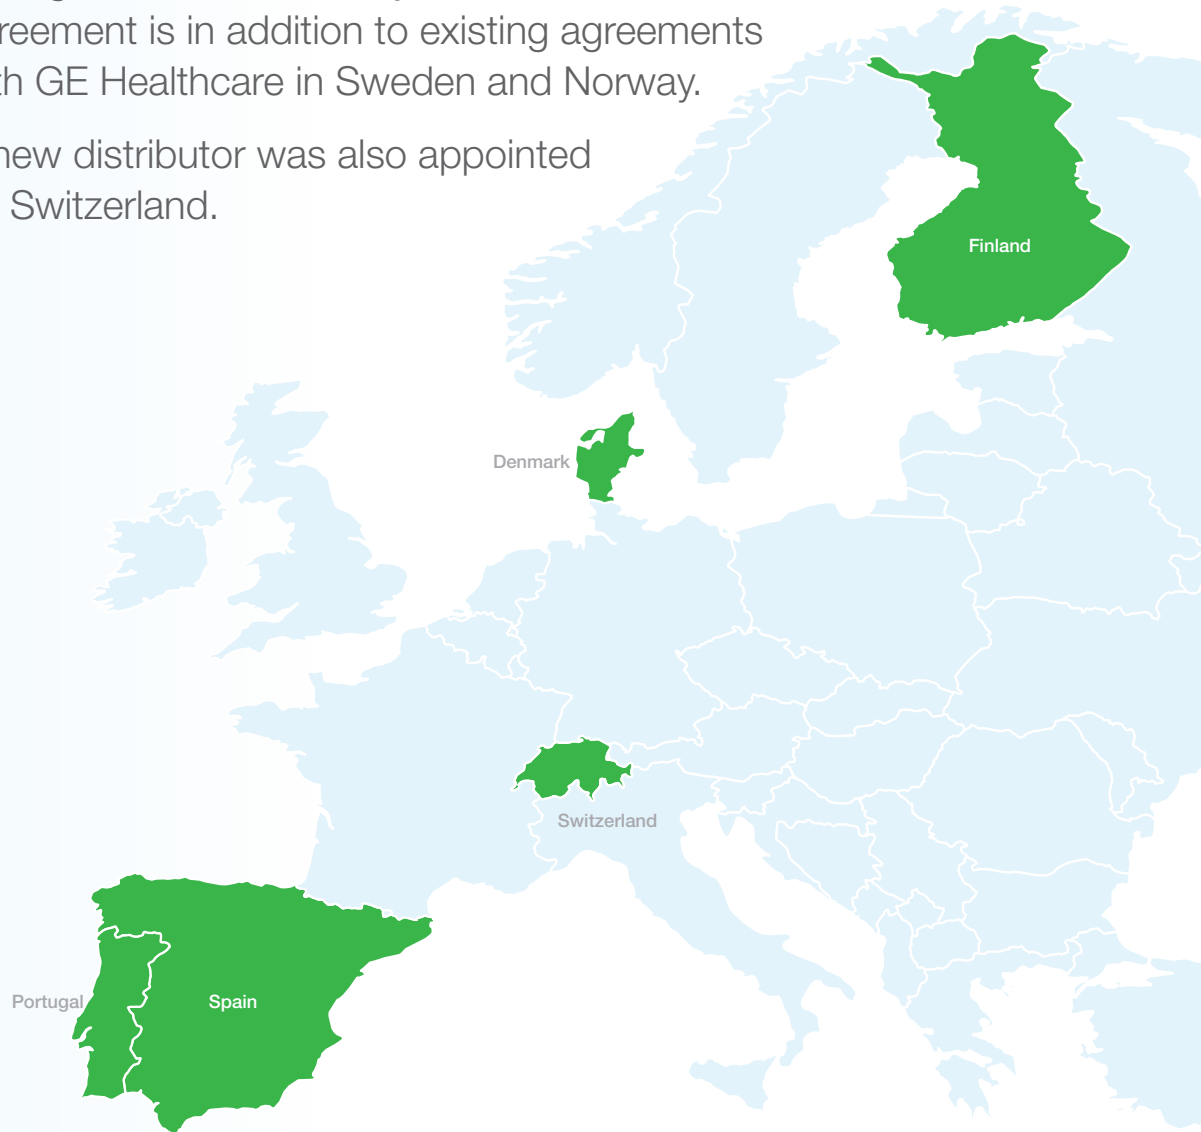 reement is in addition to existing agreements
th GE Healthcare in Sweden and Norway.
new distributor was also appointed
Switzerland.
Finland
Denmark
Switzerland
Portugal
Spain